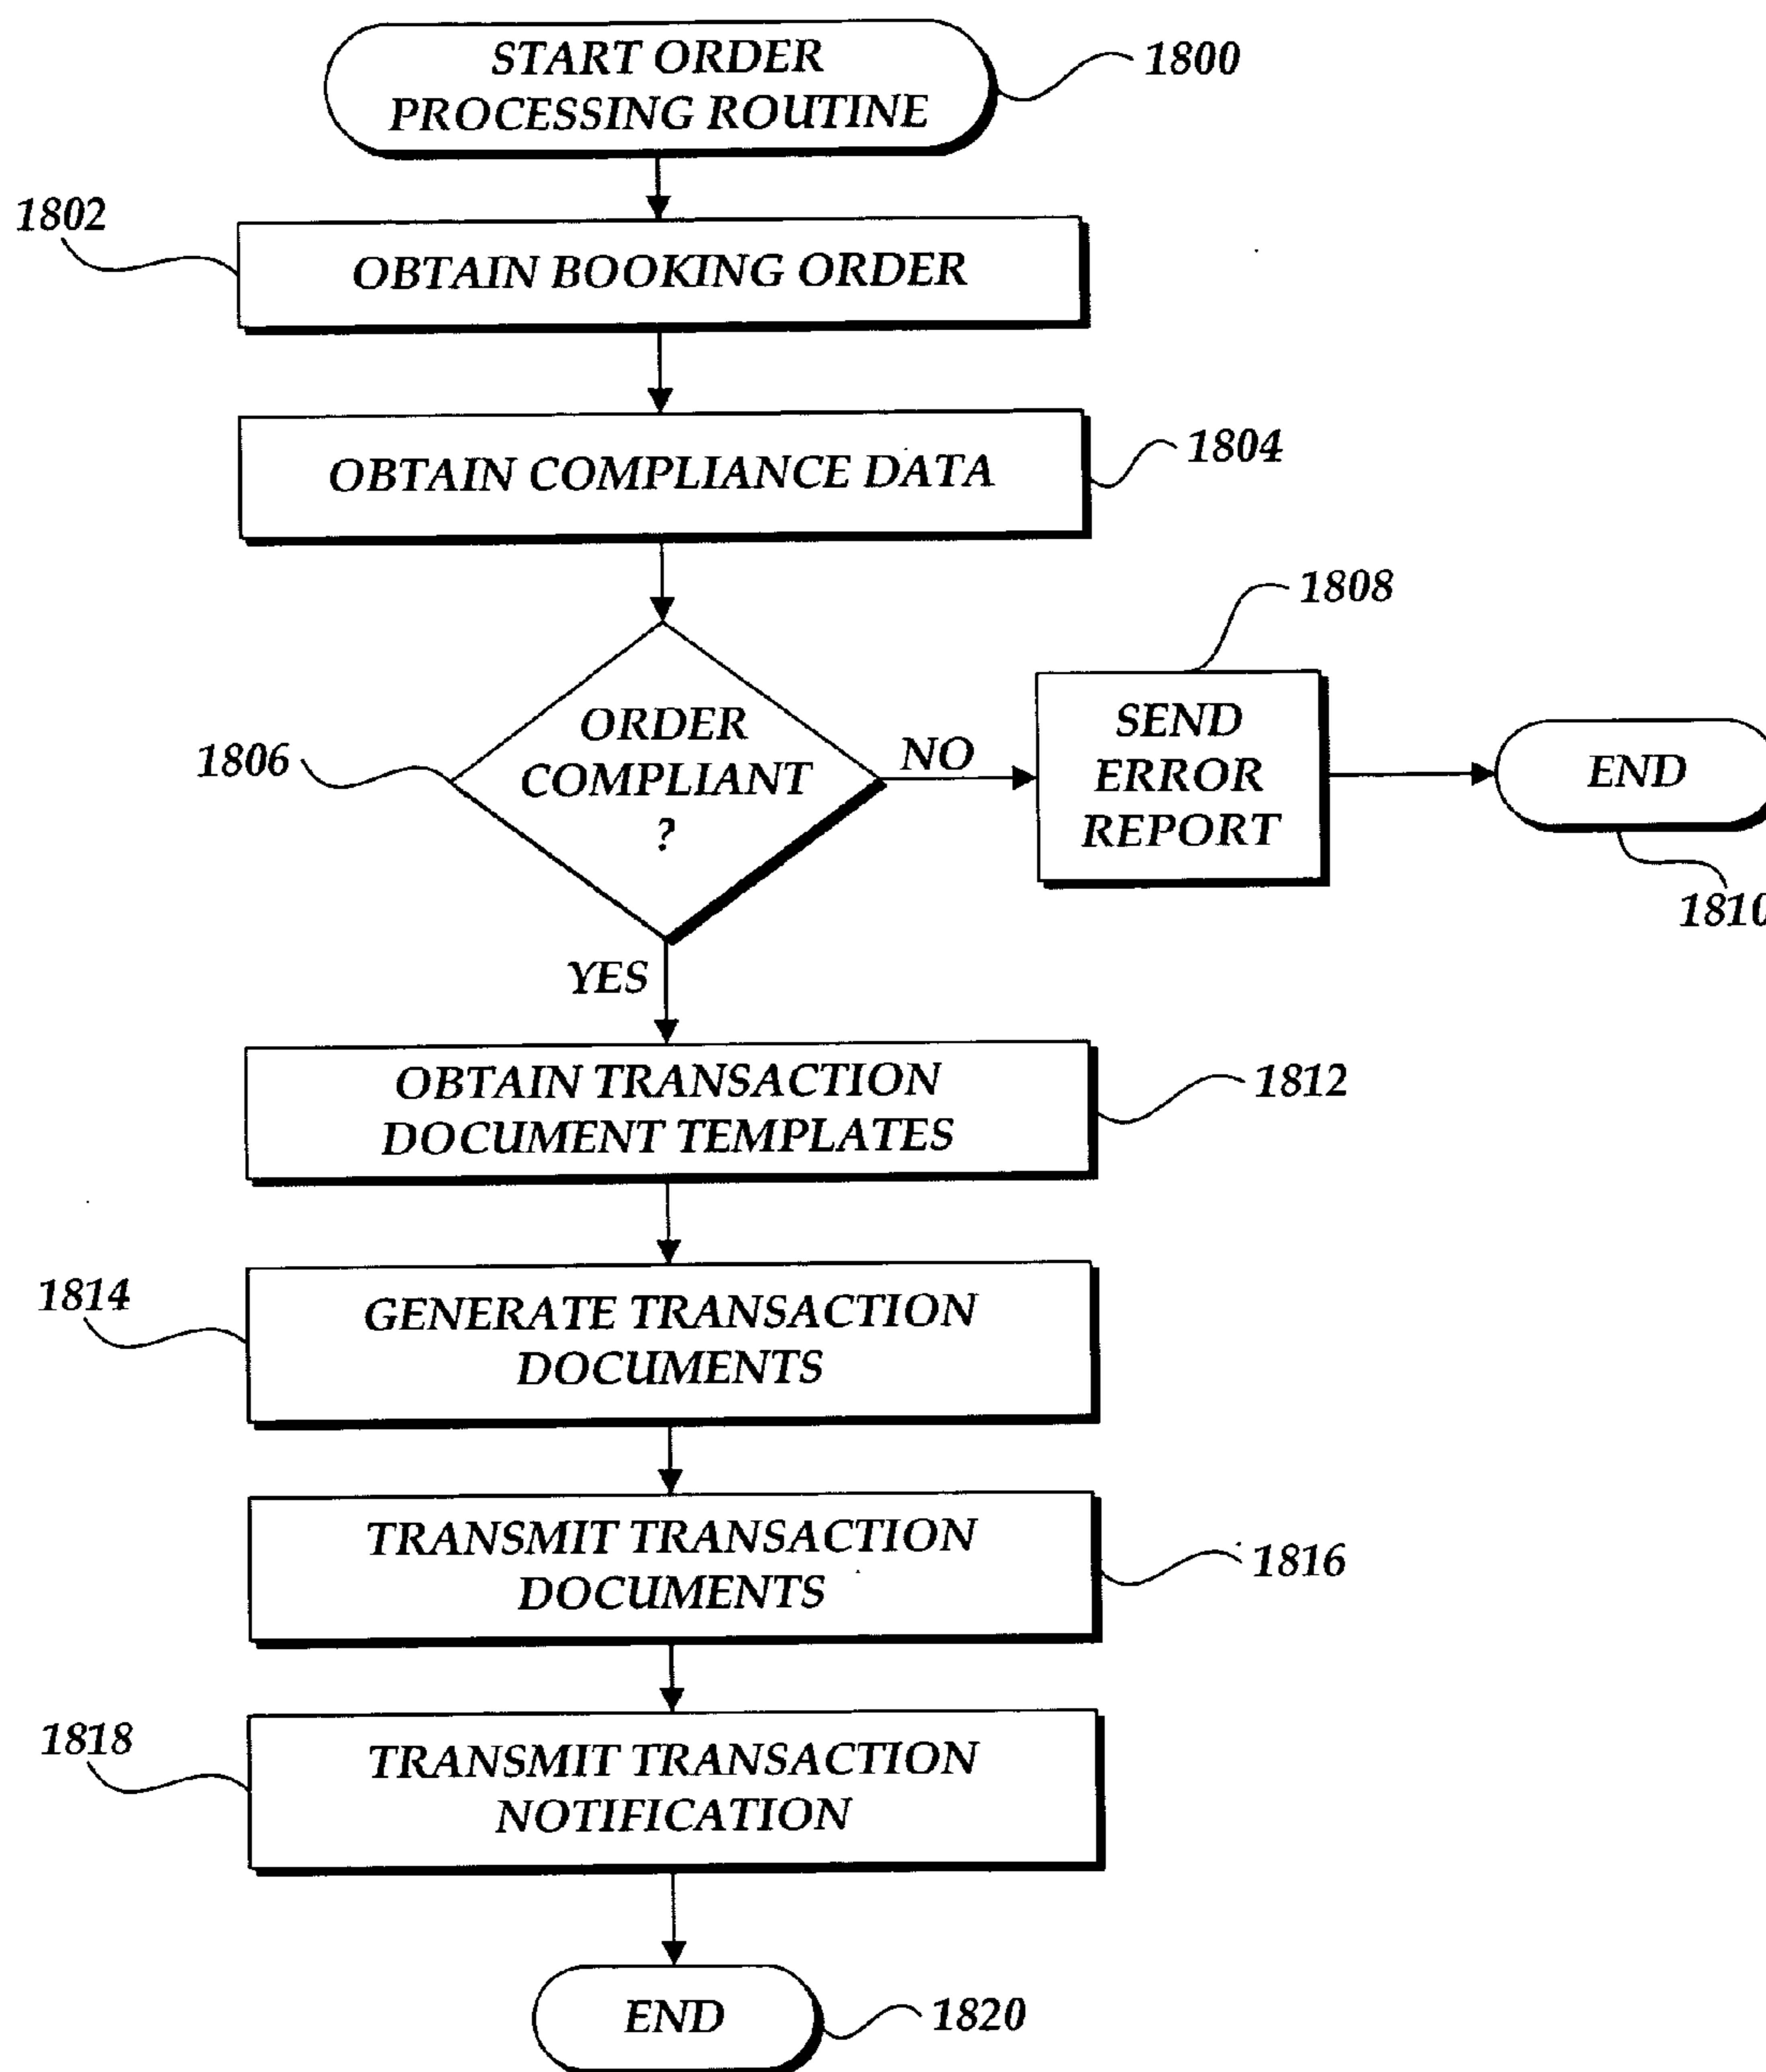 START ORDER
PROCESSING ROUTINE
1800
1802
OBTAIN BOOKING ORDER
OBTAIN COMPLIANCE DATA
1804
1806
ORDER
COMPLIANT
?
NO
1808
SEND
ERROR
REPORT
END
1810
YES
OBTAIN TRANSACTION
DOCUMENT TEMPLATES
1812
1814
GENERATE TRANSACTION
DOCUMENTS
TRANSMIT TRANSACTION
DOCUMENTS
1816
1818
TRANSMIT TRANSACTION
NOTIFICATION
END
1820